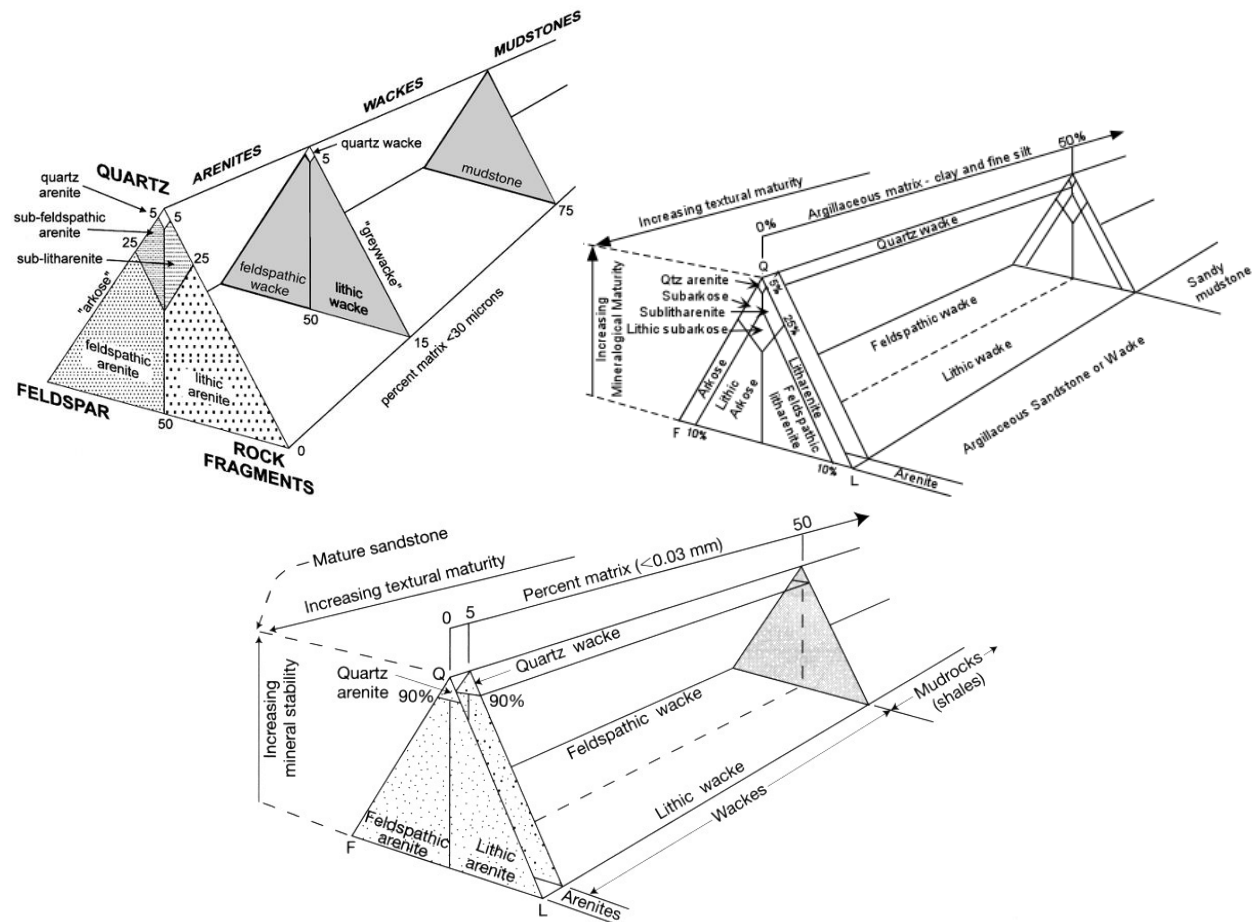 MUDSTONES
WACKES
ARENITES
5
quartz wacke
QUARTZ
quartz
arenite
5
5
sub-feldspathic
arenite
25
sub-litharenite
25
"arkose"
mudstone
75
feldspathic
wacke
lithic
wacke
"greywacke"
50
15
percent matrix <30 microns
feldspathic
arenite
lithic
arenite
FELDSPAR
50
0
ROCK
FRAGMENTS
50%
Increasing textural maturity
Argillaceous matrix - clay and fine silt
0%
Quartz wacke
Q
5%
Qtz arenite
Subarkose
Sublitharenite
Lithic subarkose
25%
Increasing
Mineralogical Maturity
Feldspathic wacke
Sandy
mudstone
Lithic wacke
Argillaceous Sandstone or Wacke
Arkose
Lithic
Arkose
Litharenite
Feldspathic
litharenite
F
10%
10%
L
Arenite
Mature sandstone
Increasing textural maturity
Percent matrix (<0.03 mm)
50
0
5
Quartz wacke
Q
Quartz
arenite
90%
90%
Increasing
mineral stability
Feldspathic wacke
Mudrocks
(shales)
Lithic wacke
Wackes
Feldspathic
arenite
Lithic
arenite
F
L
Arenites